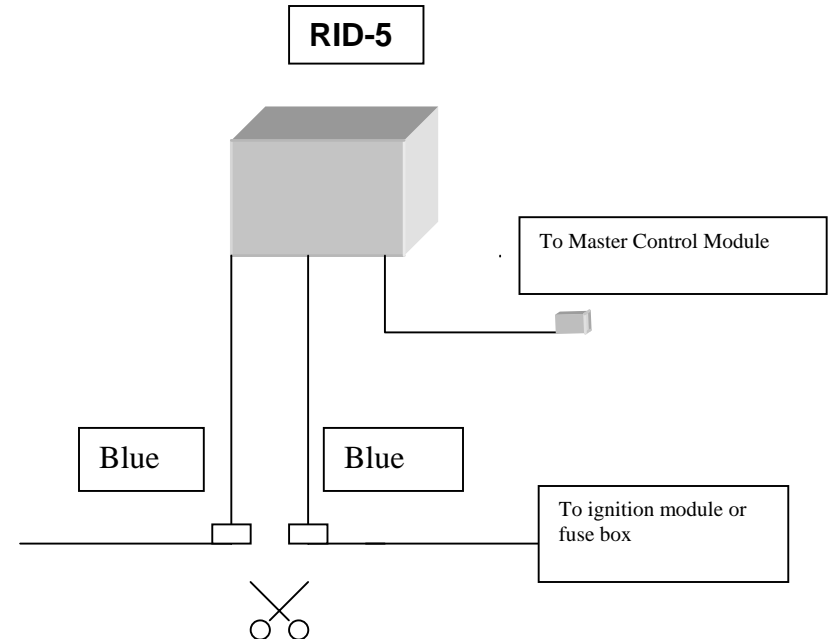 RID-5
To Master Control Module
Blue
Blue
To ignition module or
fuse box